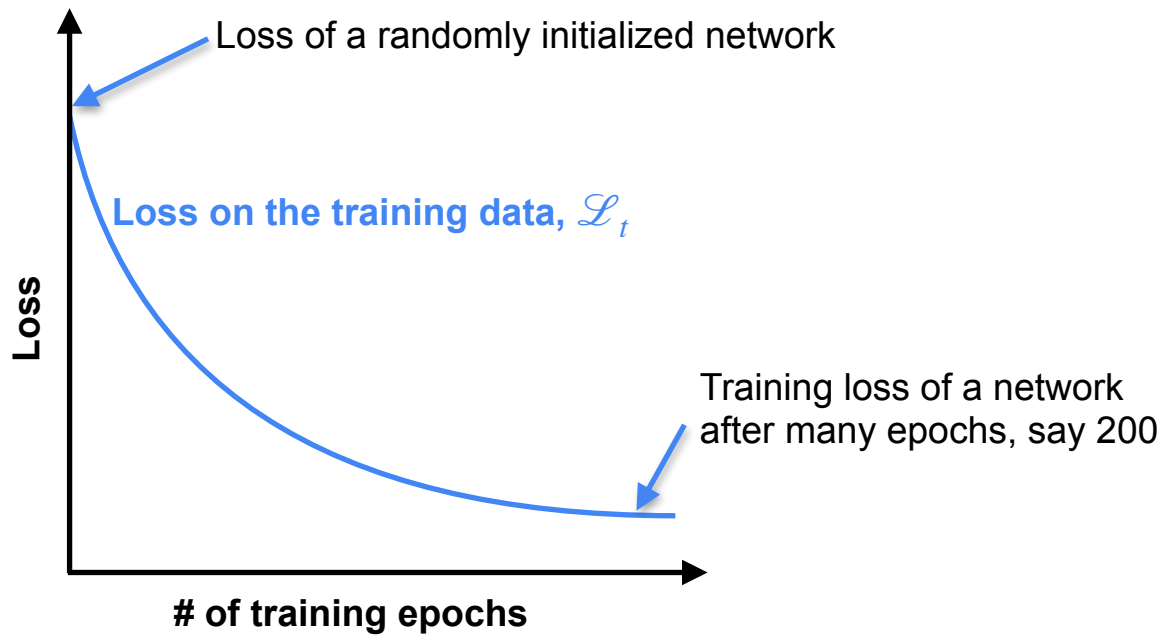 Loss of a randomly initialized network
Loss on the training data, ℒ_t
Loss
Training loss of a network
after many epochs, say 200
# of training epochs